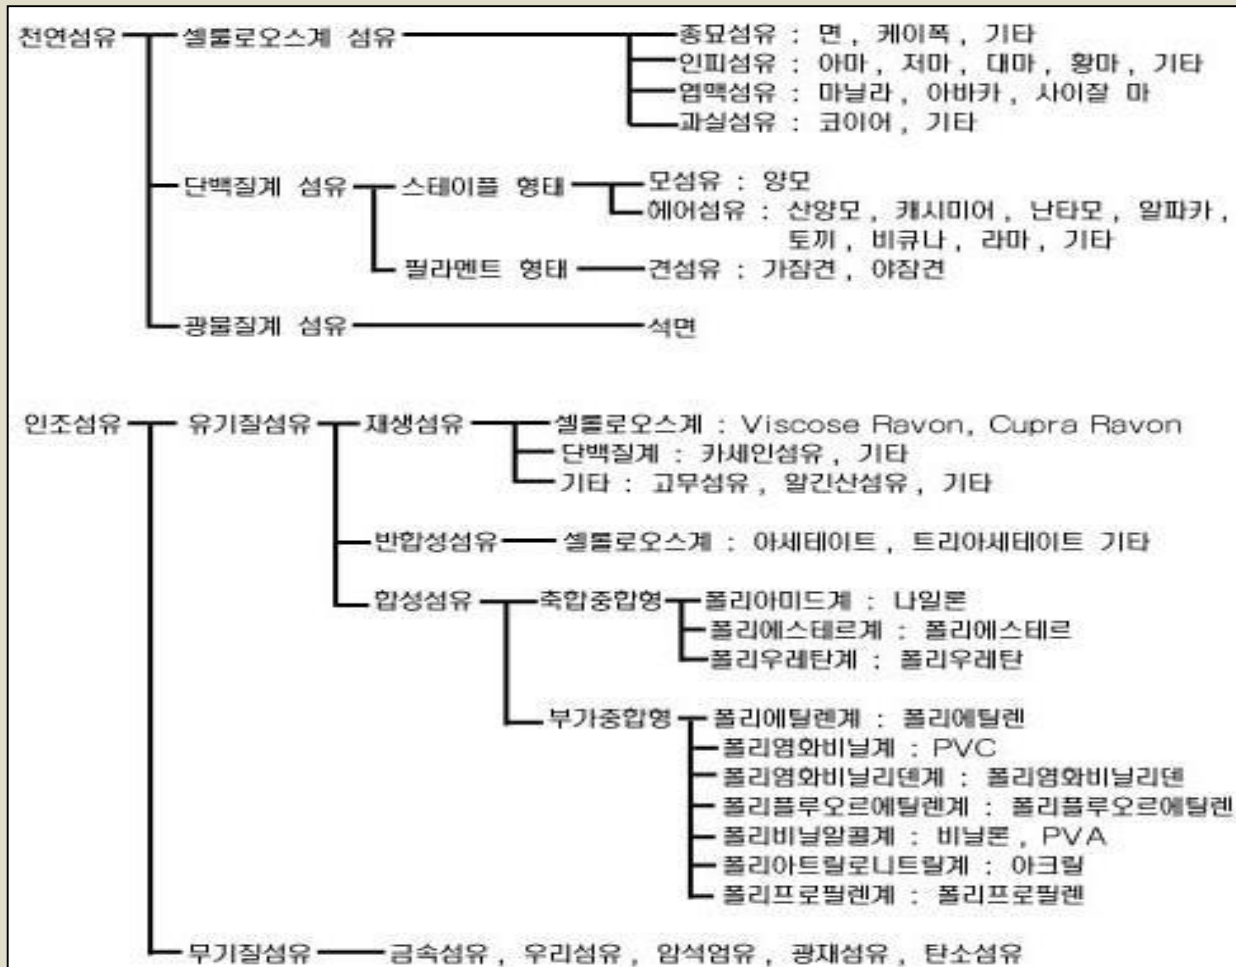 천연섬유 셀룰로오스계 섬유 종묘섬유 : 면 , 케이폭 , 기타
인피섬유 : 아마 , 저마 , 대마 , 황마 , 기타
엽맥섬유 : 마닐라 , 아바카 , 사이잘 마
과실섬유 : 코이어 , 기타
단백질계 섬유 스테이플 형태 모섬유 : 양모
헤어섬유 : 산양모 , 캐시미어 , 난타모 , 알파카 ,
토끼 , 비큐나 , 라마 , 기타
필라멘트 형태 견섬유 : 가잠견 , 야잠견
광물질계 섬유 석면
인조섬유 유기질섬유 재생섬유 셀룰로오스계 : Viscose Ravon, Cupra Ravon
단백질계 : 카세인섬유 , 기타
기타 : 고무섬유 , 알긴산섬유 , 기타
반합성섬유 셀룰로오스계 : 아세테이트 , 트리아세테이트 기타
합성섬유 축합중합형 폴리아미드계 : 나일론
폴리에스테르계 : 폴리에스테르
폴리우레탄계 : 폴리우레탄
부가중합형 폴리에틸렌계 : 폴리에틸렌
폴리염화비닐계 : PVC
폴리염화비닐리덴계 : 폴리염화비닐리덴
폴리플루오르에틸렌계 : 폴리플루오르에틸렌
폴리비닐알콜계 : 비닐론 , PVA
폴리아트릴로니트릴계 : 아크릴
폴리프로필렌계 : 폴리프로필렌
무기질섬유 금속섬유 , 우리섬유 , 암석엄유 , 광재섬유 , 탄소섬유